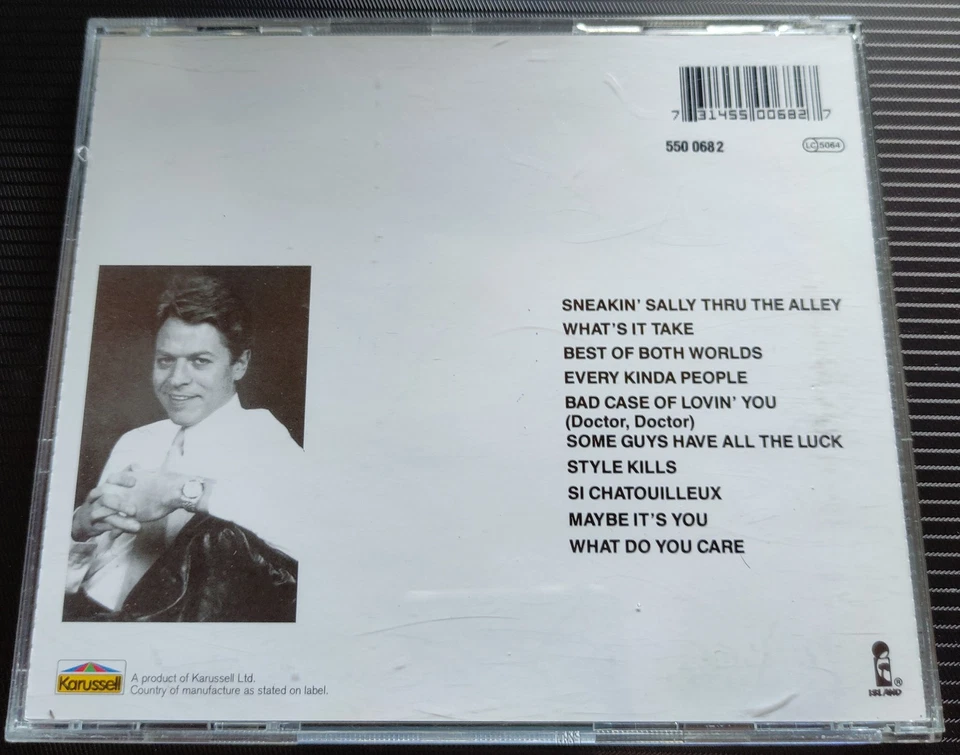 7 31455 00682 7
550 068 2
LC 5064
SNEAKIN' SALLY THRU THE ALLEY
WHAT'S IT TAKE
BEST OF BOTH WORLDS
EVERY KINDA PEOPLE
BAD CASE OF LOVIN' YOU
(Doctor, Doctor)
SOME GUYS HAVE ALL THE LUCK
STYLE KILLS
SI CHATOUILLEUX
MAYBE IT'S YOU
WHAT DO YOU CARE
Karussell
A product of Karussell Ltd.
Country of manufacture as stated on label.
ISLAND ®